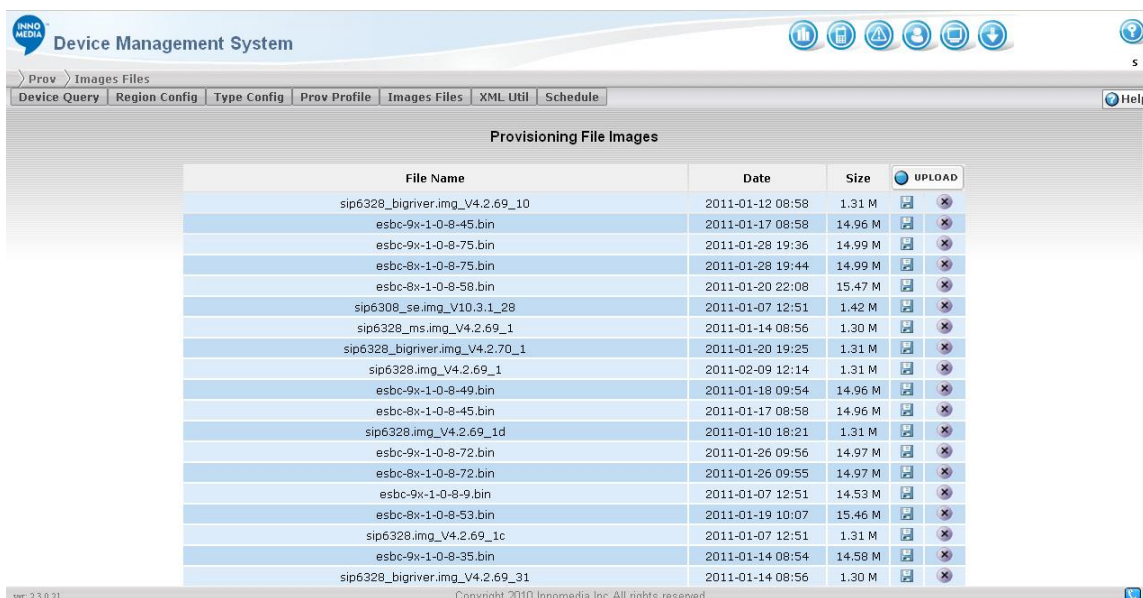 INNO
MEDIA
Device Management System
s
Prov Images Files
Device Query Region Config Type Config Prov Profile Images Files XML Util Schedule Help
Provisioning File Images
File Name Date Size UPLOAD
sip6328_bigriver.img_V4.2.69_10 2011-01-12 08:58 1.31 M
esbc-9x-1-0-8-45.bin 2011-01-17 08:58 14.96 M
esbc-9x-1-0-8-75.bin 2011-01-28 19:36 14.99 M
esbc-8x-1-0-8-75.bin 2011-01-28 19:44 14.99 M
esbc-8x-1-0-8-58.bin 2011-01-20 22:08 15.47 M
sip6308_se.img_V10.3.1_28 2011-01-07 12:51 1.42 M
sip6328_ms.img_V4.2.69_1 2011-01-14 08:56 1.30 M
sip6328_bigriver.img_V4.2.70_1 2011-01-20 19:25 1.31 M
sip6328.img_V4.2.69_1 2011-02-09 12:14 1.31 M
esbc-9x-1-0-8-49.bin 2011-01-18 09:54 14.96 M
esbc-8x-1-0-8-45.bin 2011-01-17 08:58 14.96 M
sip6328.img_V4.2.69_1d 2011-01-10 18:21 1.31 M
esbc-9x-1-0-8-72.bin 2011-01-26 09:56 14.97 M
esbc-8x-1-0-8-72.bin 2011-01-26 09:55 14.97 M
esbc-9x-1-0-8-9.bin 2011-01-07 12:51 14.53 M
esbc-8x-1-0-8-53.bin 2011-01-19 10:07 15.46 M
sip6328.img_V4.2.69_1c 2011-01-07 12:51 1.31 M
esbc-9x-1-0-8-35.bin 2011-01-14 08:54 14.58 M
sip6328_bigriver.img_V4.2.69_31 2011-01-14 08:56 1.30 M
ver: 2.3.0.21 Copyright 2010 Innomedia Inc. All rights reserved